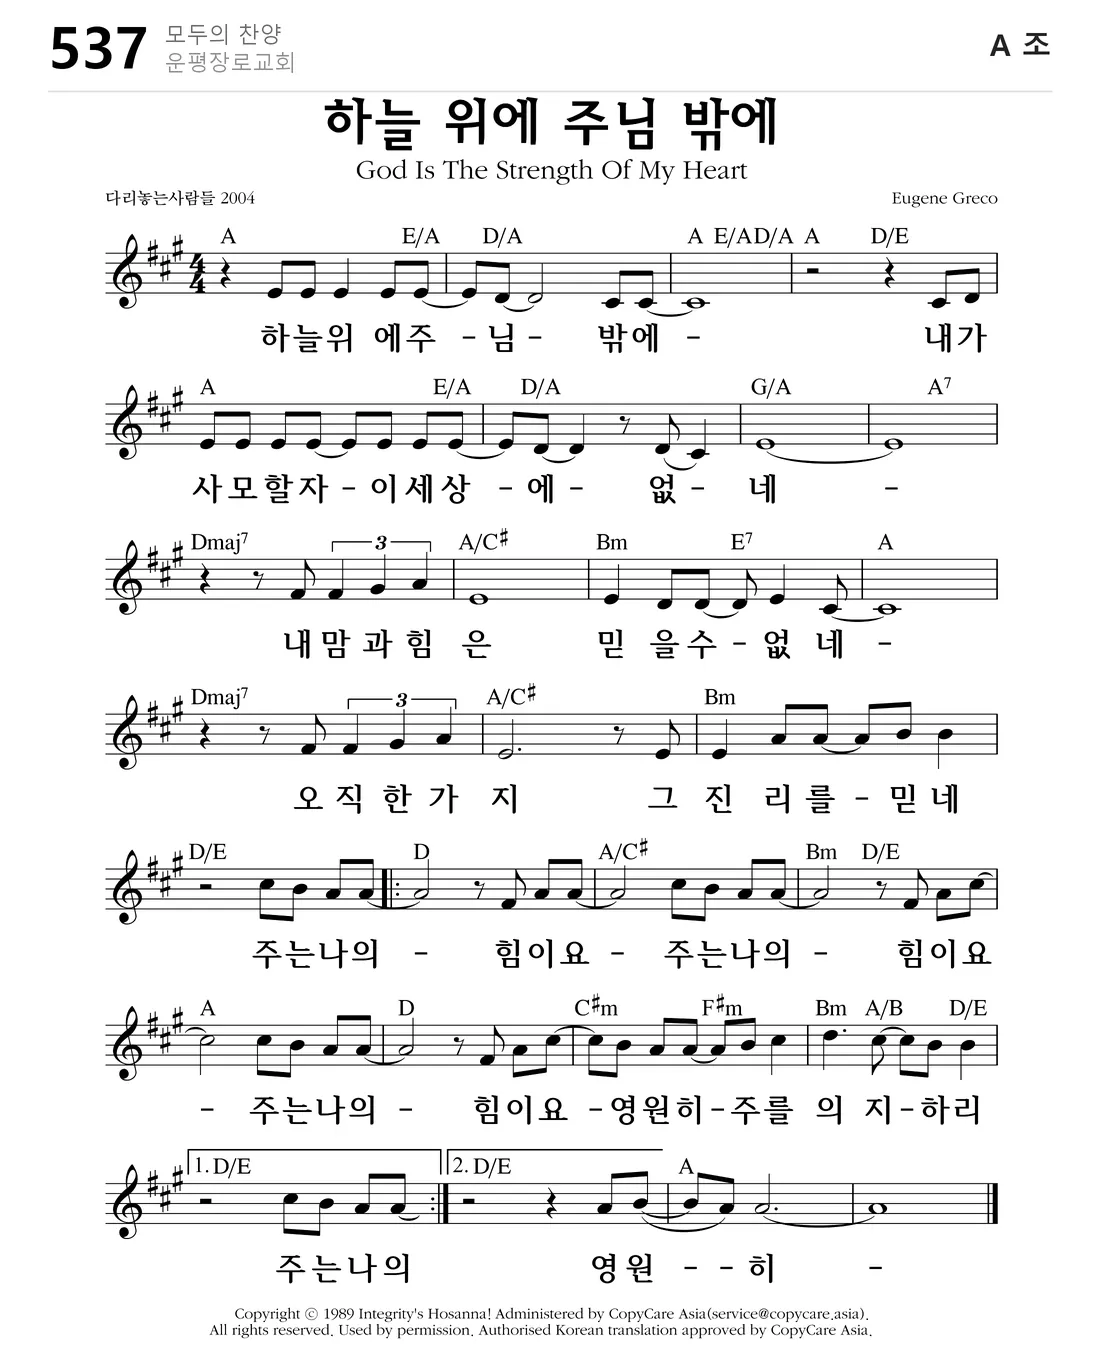 537 모두의 찬양
운평장로교회
A 조
하늘 위에 주님 밖에
God Is The Strength Of My Heart
다리놓는사람들 2004 Eugene Greco
A E/A D/A A E/A D/A A D/E
4/4
하늘위 에주 - 님 - 밖에 - 내가
A E/A D/A G/A A7
사모할자 - 이세상 - 에 - 없 - 네 -
Dmaj7 3 A/C# Bm E7 A
내맘과힘 은 믿 을수 - 없 네 -
Dmaj7 3 A/C# Bm
오직한가 지 그 진 리를 - 믿네
D/E D A/C# Bm D/E
주는나의 - 힘이요 - 주는나의 - 힘이요
A D C#m F#m Bm A/B D/E
- 주는나의 - 힘이요 - 영원히 - 주를 의 지 - 하리
1. D/E 2. D/E A
주는나의 영원 - - 히 -
Copyright ⓒ 1989 Integrity's Hosanna! Administered by CopyCare Asia(service@copycare.asia).
All rights reserved. Used by permission. Authorised Korean translation approved by CopyCare Asia.